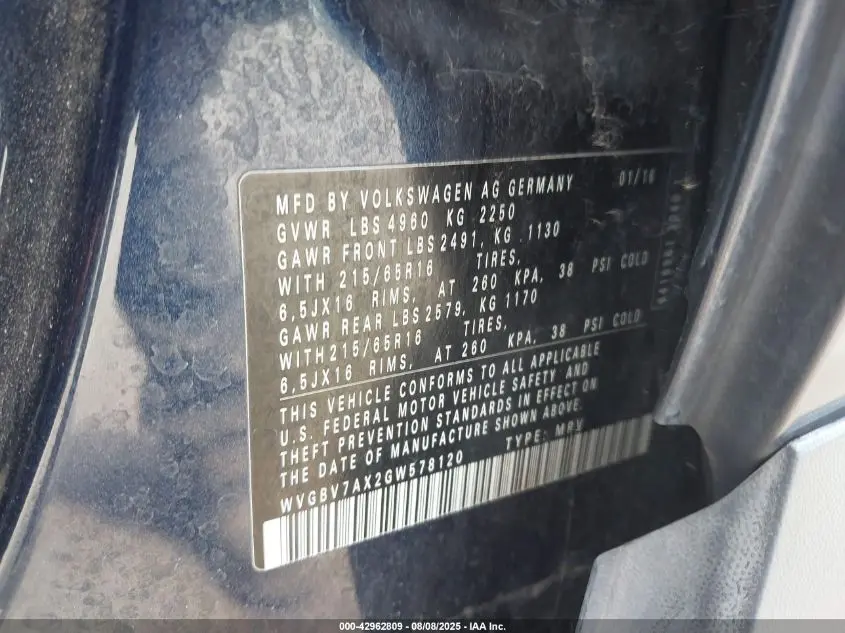 MFD BY VOLKSWAGEN AG GERMANY 01/16
GVWR LBS 4960 KG 2250
GAWR FRONT LBS 2491, KG 1130
WITH 215/65R16 TIRES,
6,5JX16 RIMS, AT 260 KPA, 38 PSI COLD
GAWR REAR LBS 2579, KG 1170
WITH 215/65R16 TIRES,
6,5JX16 RIMS, AT 260 KPA, 38 PSI COLD
THIS VEHICLE CONFORMS TO ALL APPLICABLE
U.S. FEDERAL MOTOR VEHICLE SAFETY AND
THEFT PREVENTION STANDARDS IN EFFECT ON
THE DATE OF MANUFACTURE SHOWN ABOVE.
WVGBV7AX2GW578120 TYPE: MPV
000-42962809 - 08/08/2025 - IAA Inc.